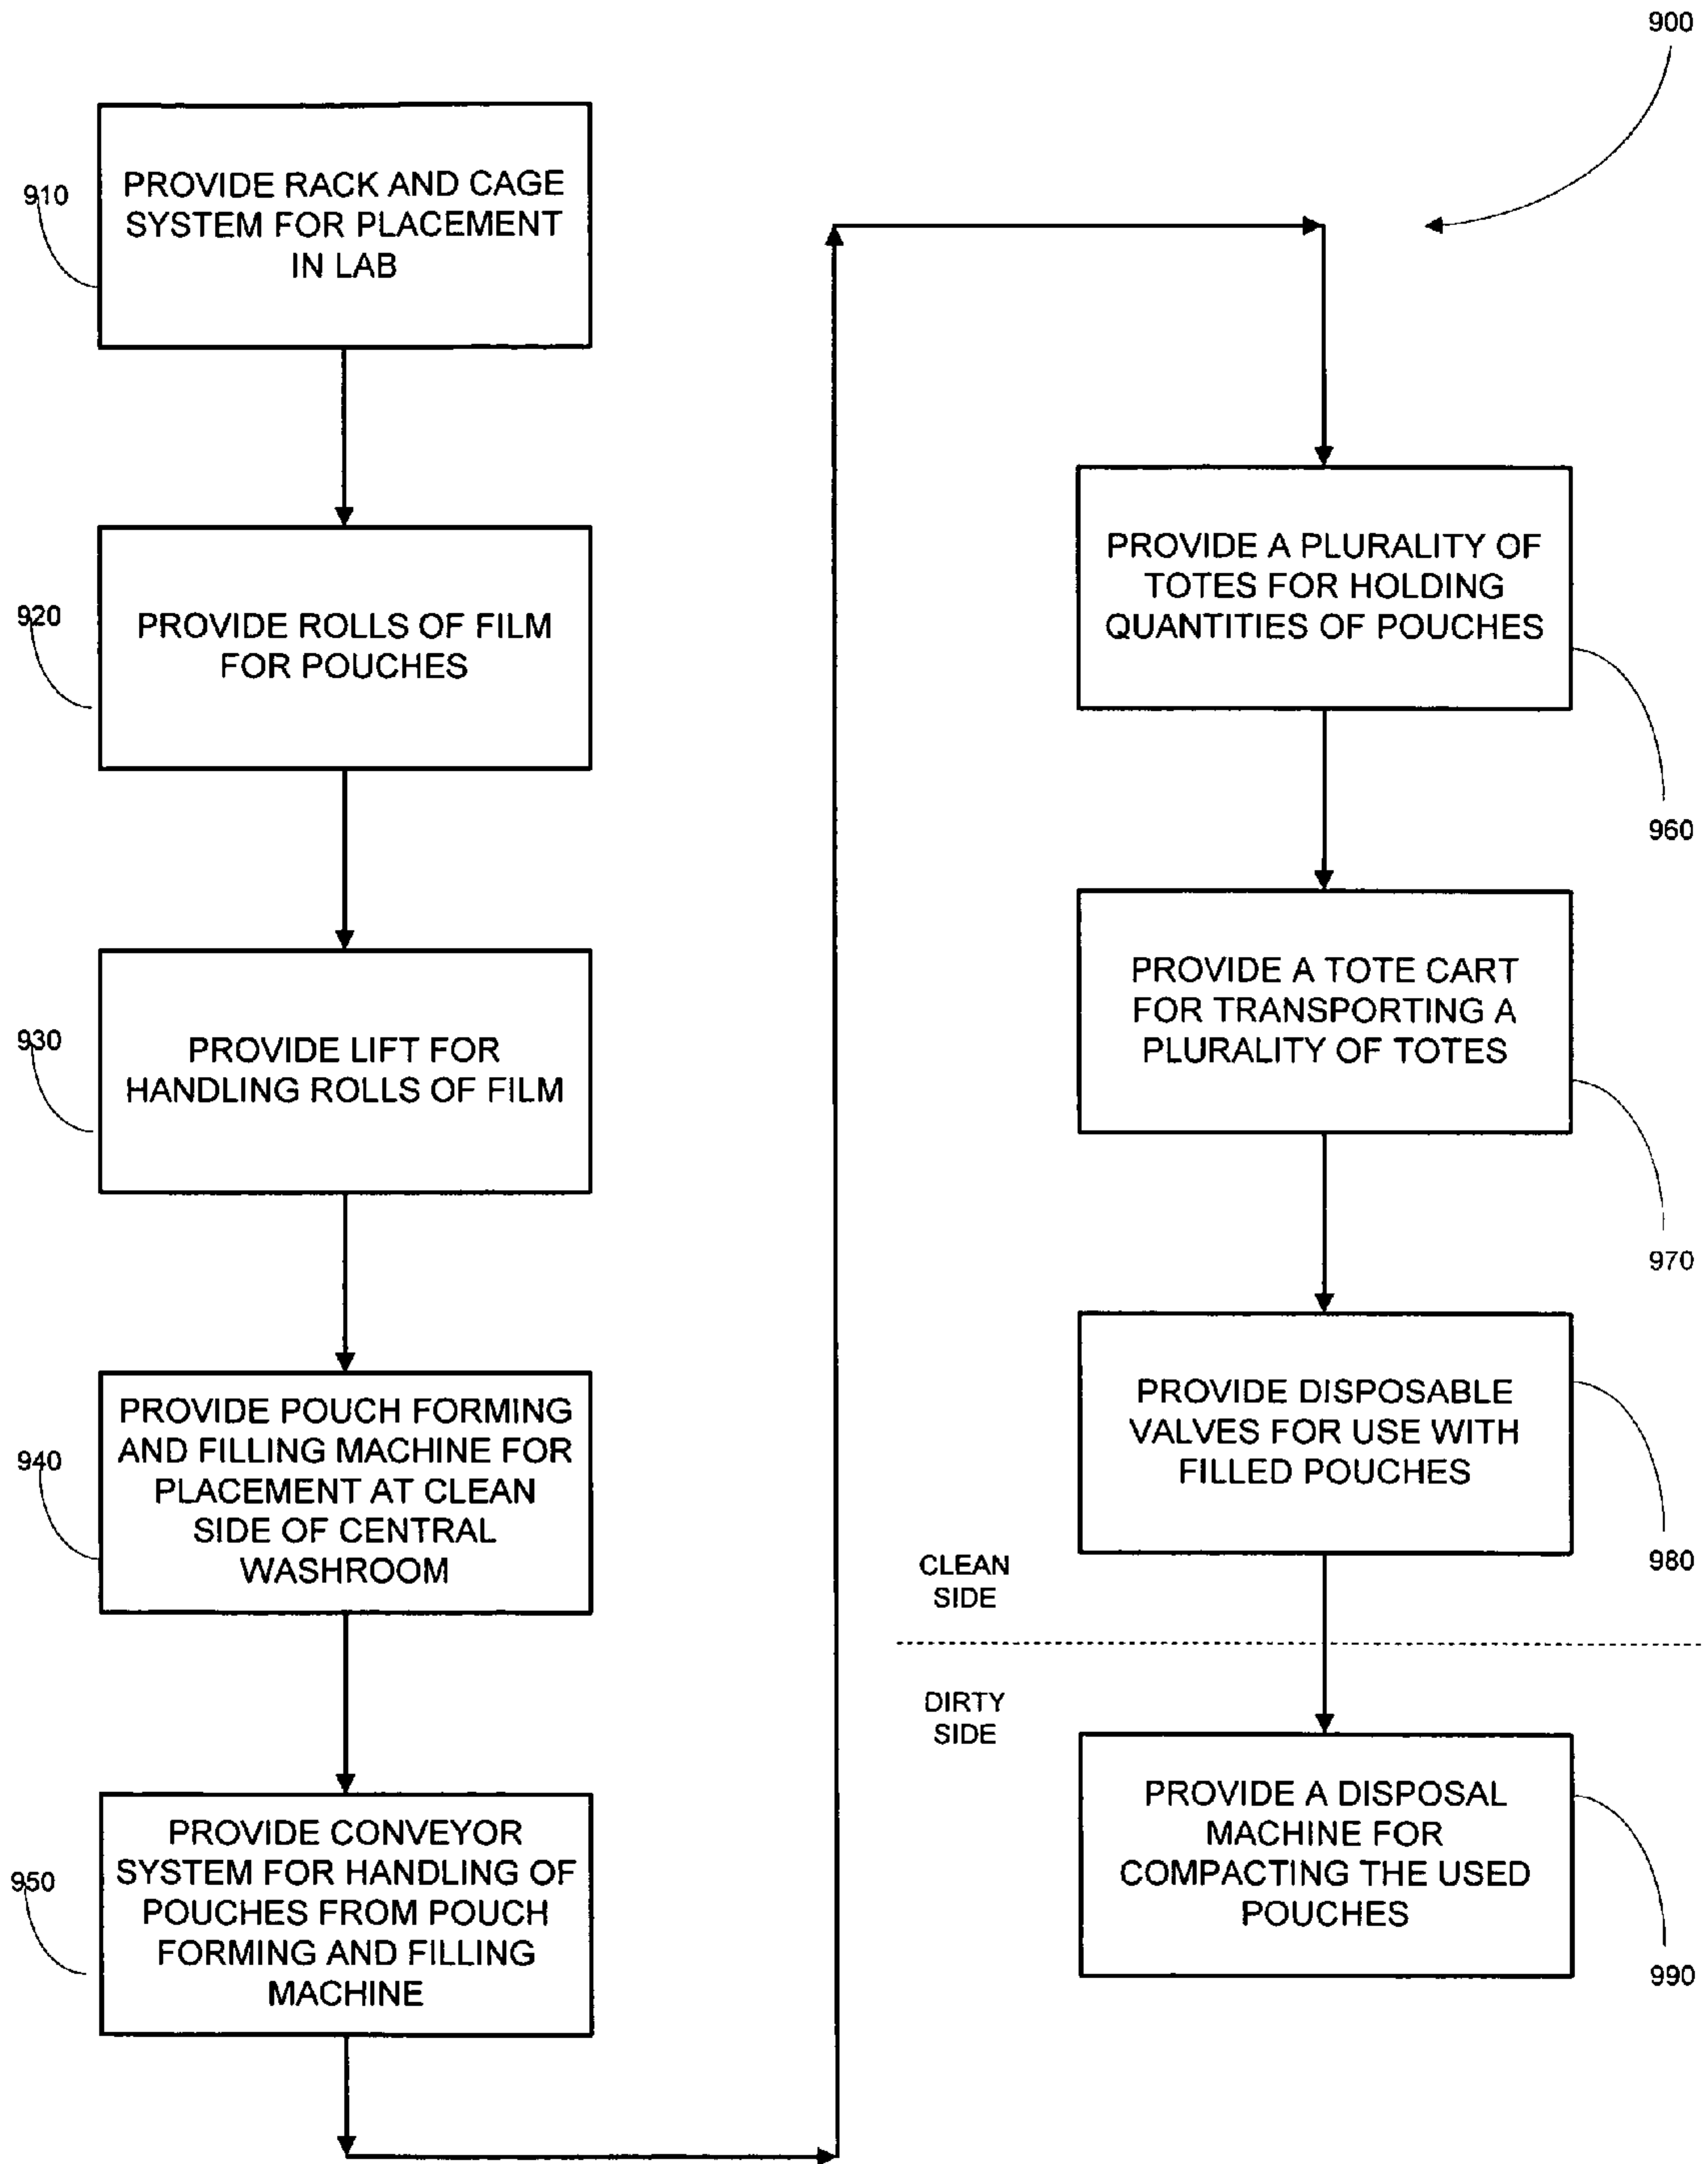 900
910
PROVIDE RACK AND CAGE
SYSTEM FOR PLACEMENT
IN LAB
920
PROVIDE ROLLS OF FILM
FOR POUCHES
930
PROVIDE LIFT FOR
HANDLING ROLLS OF FILM
940
PROVIDE POUCH FORMING
AND FILLING MACHINE FOR
PLACEMENT AT CLEAN
SIDE OF CENTRAL
WASHROOM
950
PROVIDE CONVEYOR
SYSTEM FOR HANDLING OF
POUCHES FROM POUCH
FORMING AND FILLING
MACHINE
PROVIDE A PLURALITY OF
TOTES FOR HOLDING
QUANTITIES OF POUCHES
960
PROVIDE A TOTE CART
FOR TRANSPORTING A
PLURALITY OF TOTES
970
PROVIDE DISPOSABLE
VALVES FOR USE WITH
FILLED POUCHES
980
CLEAN
SIDE
DIRTY
SIDE
PROVIDE A DISPOSAL
MACHINE FOR
COMPACTING THE USED
POUCHES
990